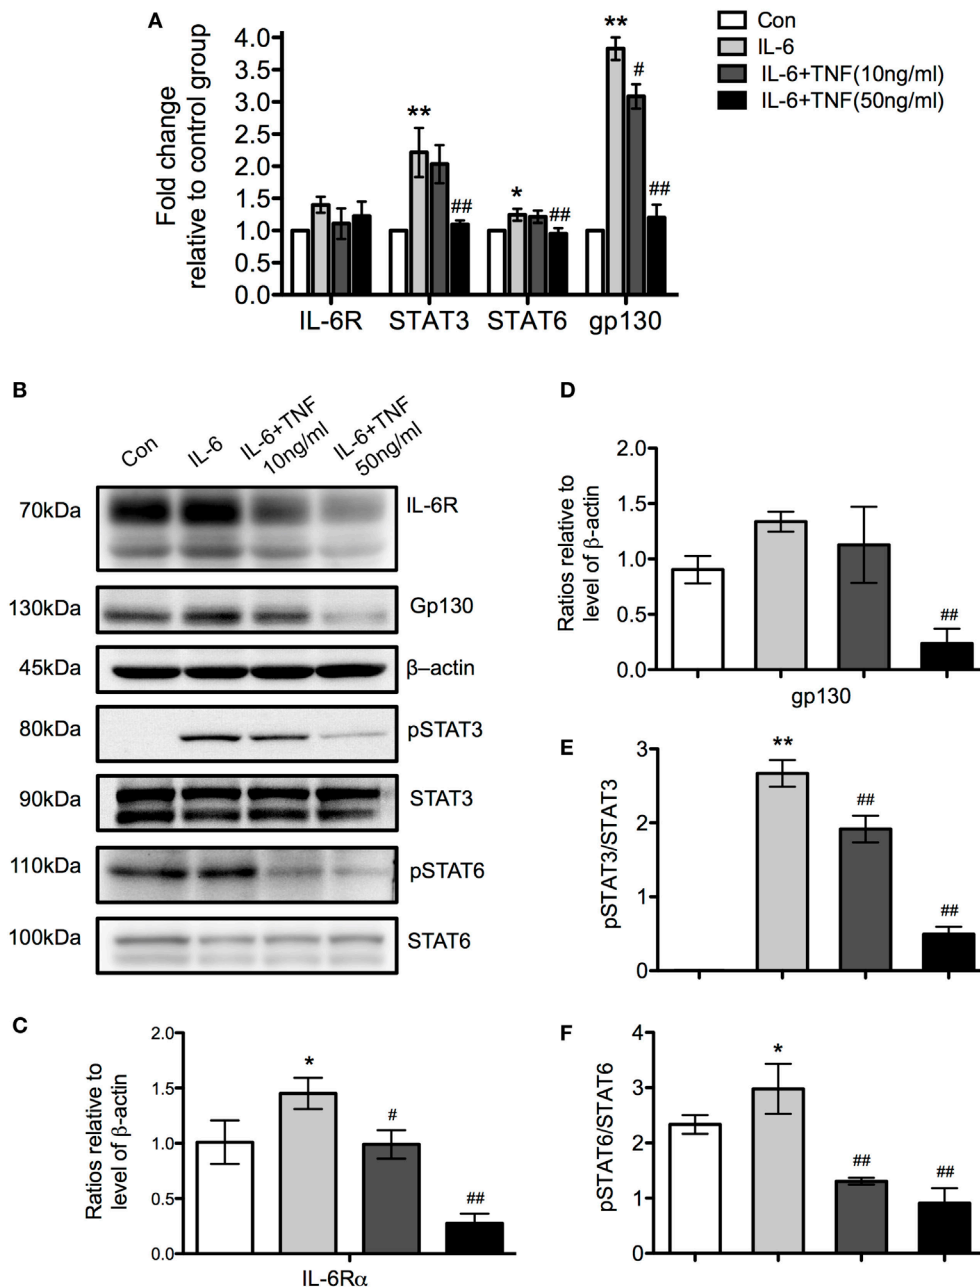 A
Fold change
relative to control group
4.0
3.5
3.0
2.5
2.0
1.5
1.0
0.5
0.0
**
*
**
#
##
##
##
IL-6R
STAT3
STAT6
gp130
Con
IL-6
IL-6+TNF(10ng/ml)
IL-6+TNF(50ng/ml)
B
Con
IL-6
IL-6+TNF
10ng/ml
IL-6+TNF
50ng/ml
70kDa
IL-6R
130kDa
Gp130
45kDa
β–actin
80kDa
pSTAT3
90kDa
STAT3
110kDa
pSTAT6
100kDa
STAT6
C
Ratios relative to
level of β-actin
2.0
1.5
1.0
0.5
0.0
*
#
##
IL-6Rα
D
Ratios relative to
level of β-actin
2.0
1.5
1.0
0.5
0.0
##
gp130
E
pSTAT3/STAT3
3
2
1
0
**
##
##
F
pSTAT6/STAT6
4
3
2
1
0
*
##
##